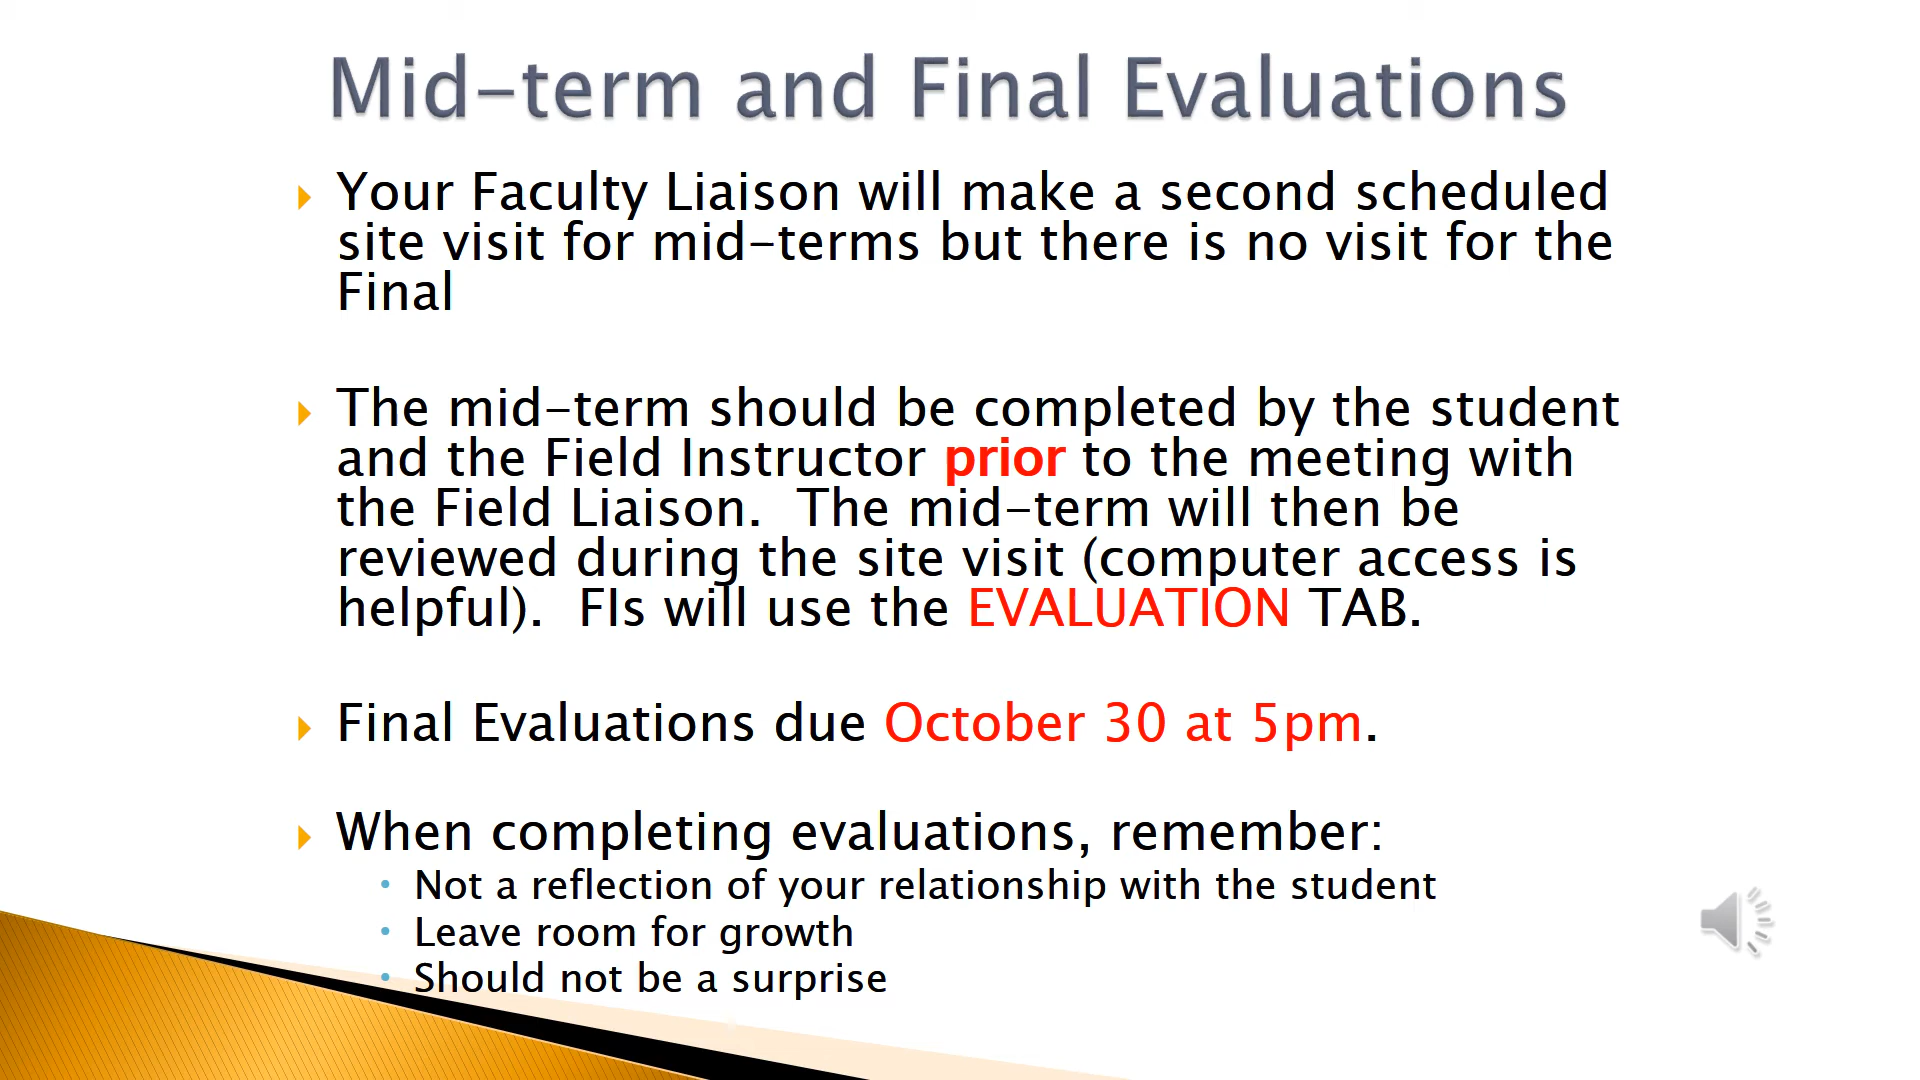 Mid-term and Final Evaluations
Your Faculty Liaison will make a second scheduled
site visit for mid-terms but there is no visit for the
Final
The mid-term should be completed by the student
and the Field Instructor prior to the meeting with
the Field Liaison.  The mid-term will then be
reviewed during the site visit (computer access is
helpful).  FIs will use the EVALUATION TAB.
Final Evaluations due October 30 at 5pm.
When completing evaluations, remember:
Not a reflection of your relationship with the student
Leave room for growth
Should not be a surprise